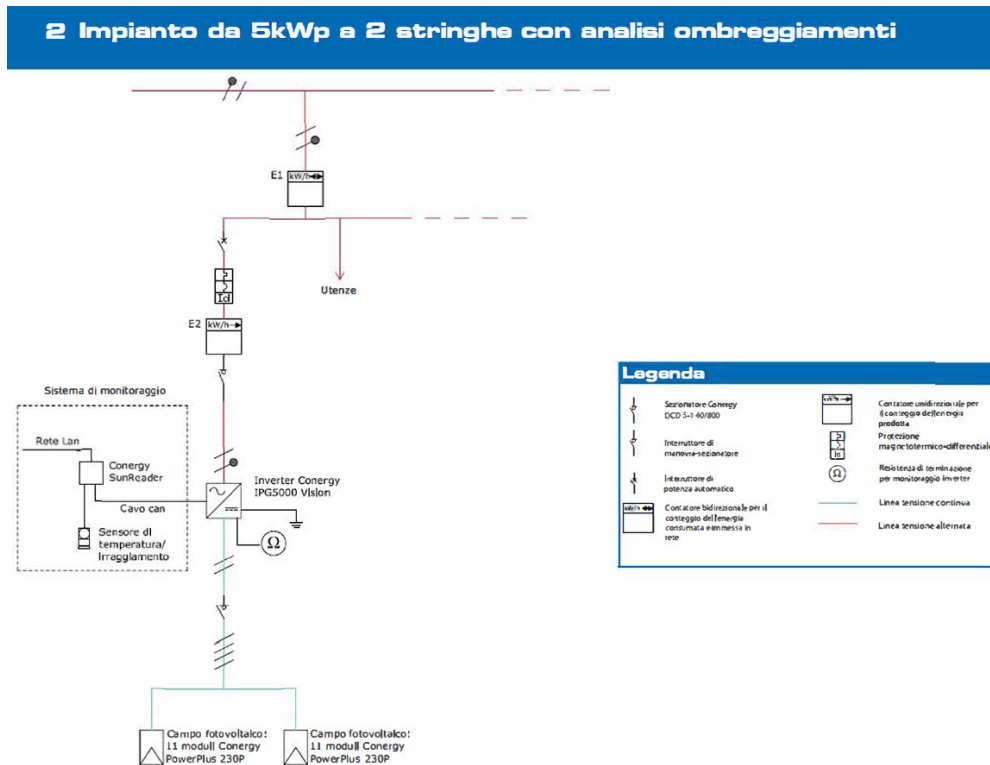 2 Impianto da 5kWp a 2 stringhe con analisi ombreggiamenti
E1
kW/h
Utenze
Id
E2
kW/h
Sistema di monitoraggio
Rete Lan
Conergy
SunReader
Cavo can
Sensore di
temperatura/
Irraggiamento
Inverter Conergy
IPG5000 Vision
Ω
Campo fotovoltaico:
11 moduli Conergy
PowerPlus 230P
Campo fotovoltaico:
11 moduli Conergy
PowerPlus 230P
Legenda
Sezionatore Conergy
DCD 5-1 40/800
Interruttore di
manovra-sezionatore
Interruttore di
potenza automatico
kW/h
Contatore bidirezionale per il
conteggio dell'energia
consumata e immessa in
rete
kW/h
Contatore unidirezionale per
il conteggio dell'energia
prodotta
Id
Protezione
magnetotermico-differenziale
Ω
Resistenza di terminazione
per monitoraggio inverter
Linea tensione continua
Linea tensione alternata